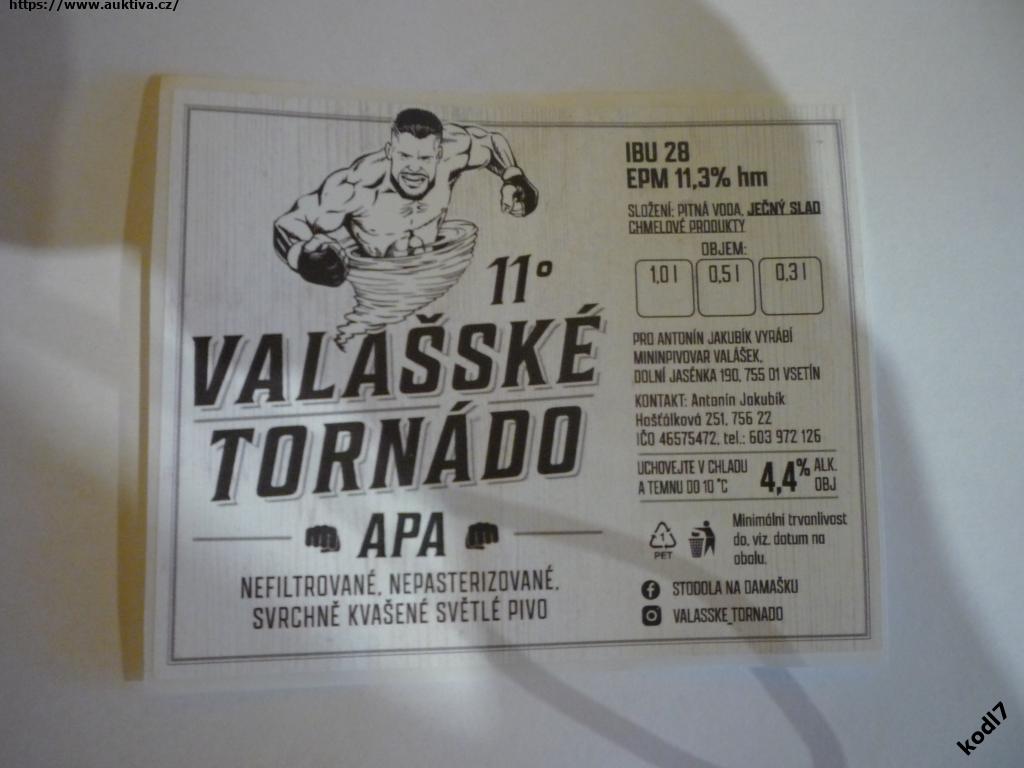 https://www.auktiva.cz/
11°
VALAŠSKÉ
TORNÁDO
APA
NEFILTROVANÉ, NEPASTERIZOVANÉ,
SVRCHNĚ KVAŠENÉ SVĚTLÉ PIVO
IBU 28
EPM 11,3% hm
SLOŽENÍ: PITNÁ VODA, JEČNÝ SLAD
CHMELOVÉ PRODUKTY
OBJEM:
1,0 l 0,5 l 0,3 l
PRO ANTONÍN JAKUBÍK VYRÁBÍ
MININPIVOVAR VALÁŠEK,
DOLNÍ JASÉNKA 190, 755 01 VSETÍN
KONTAKT: Antonín Jakubík
Hošťálková 251, 756 22
IČO 46575472, tel.: 603 972 126
UCHOVEJTE V CHLADU
A TEMNU DO 10 °C
4,4% ALK.
OBJ
1
PET
Minimální trvanlivost
do, viz. datum na
obalu.
STODOLA NA DAMAŠKU
VALASSKE_TORNADO
kodl7